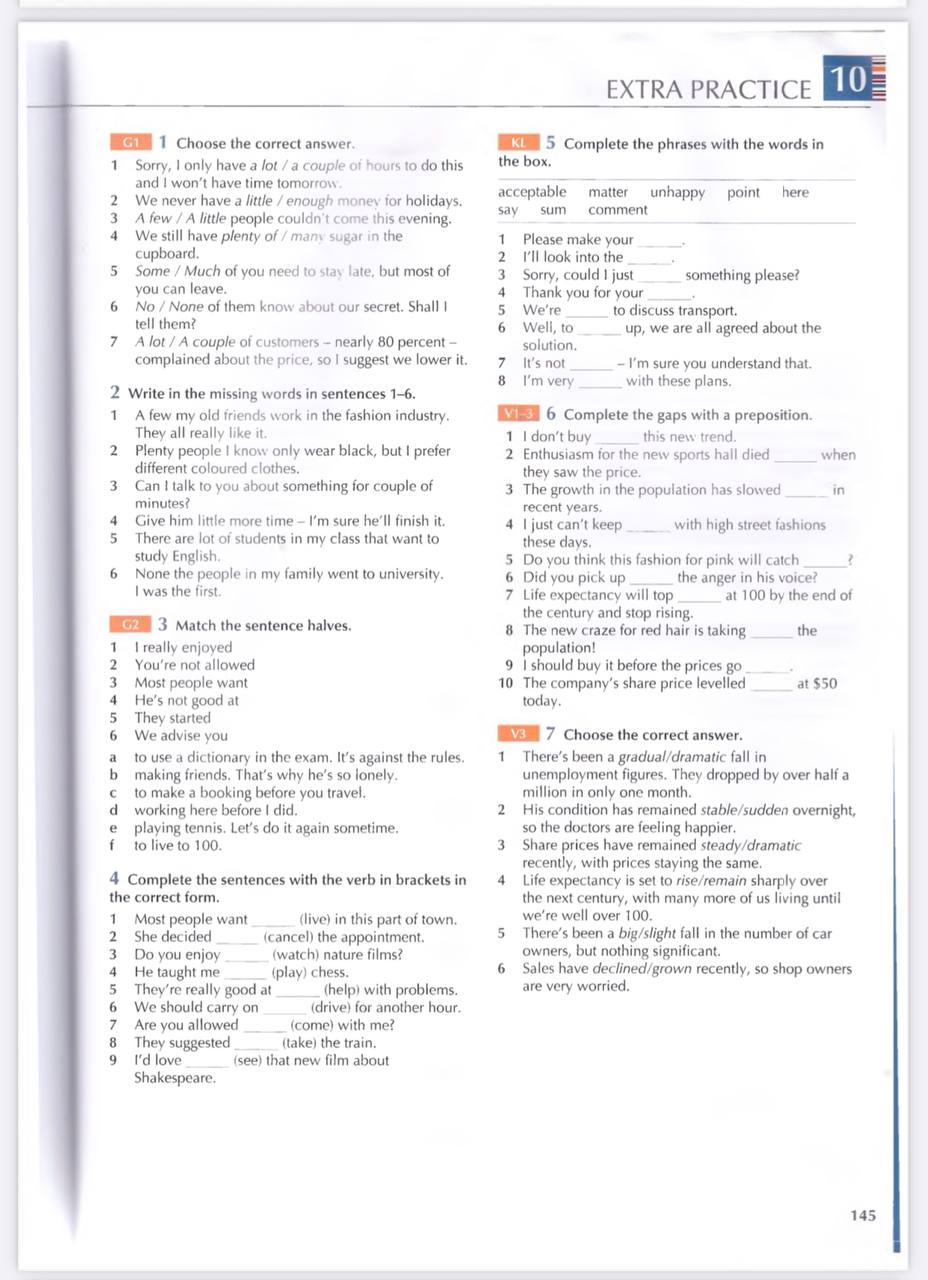 EXTRA PRACTICE 10
G1 1 Choose the correct answer.
1 Sorry, I only have a lot / a couple of hours to do this
and I won't have time tomorrow.
2 We never have a little / enough money for holidays.
3 A few / A little people couldn't come this evening.
4 We still have plenty of / many sugar in the
cupboard.
5 Some / Much of you need to stay late, but most of
you can leave.
6 No / None of them know about our secret. Shall I
tell them?
7 A lot / A couple of customers – nearly 80 percent –
complained about the price, so I suggest we lower it.
2 Write in the missing words in sentences 1–6.
1 A few my old friends work in the fashion industry.
They all really like it.
2 Plenty people I know only wear black, but I prefer
different coloured clothes.
3 Can I talk to you about something for couple of
minutes?
4 Give him little more time – I'm sure he'll finish it.
5 There are lot of students in my class that want to
study English.
6 None the people in my family went to university.
I was the first.
G2 3 Match the sentence halves.
1 I really enjoyed
2 You're not allowed
3 Most people want
4 He's not good at
5 They started
6 We advise you
a to use a dictionary in the exam. It's against the rules.
b making friends. That's why he's so lonely.
c to make a booking before you travel.
d working here before I did.
e playing tennis. Let's do it again sometime.
f to live to 100.
4 Complete the sentences with the verb in brackets in
the correct form.
1 Most people want ______ (live) in this part of town.
2 She decided ______ (cancel) the appointment.
3 Do you enjoy ______ (watch) nature films?
4 He taught me ______ (play) chess.
5 They're really good at ______ (help) with problems.
6 We should carry on ______ (drive) for another hour.
7 Are you allowed ______ (come) with me?
8 They suggested ______ (take) the train.
9 I'd love ______ (see) that new film about
Shakespeare.
KL 5 Complete the phrases with the words in
the box.
acceptable matter unhappy point here
say sum comment
1 Please make your ______.
2 I'll look into the ______.
3 Sorry, could I just ______ something please?
4 Thank you for your ______.
5 We're ______ to discuss transport.
6 Well, to ______ up, we are all agreed about the
solution.
7 It's not ______ – I'm sure you understand that.
8 I'm very ______ with these plans.
V1–3 6 Complete the gaps with a preposition.
1 I don't buy ______ this new trend.
2 Enthusiasm for the new sports hall died ______ when
they saw the price.
3 The growth in the population has slowed ______ in
recent years.
4 I just can't keep ______ with high street fashions
these days.
5 Do you think this fashion for pink will catch ______?
6 Did you pick up ______ the anger in his voice?
7 Life expectancy will top ______ at 100 by the end of
the century and stop rising.
8 The new craze for red hair is taking ______ the
population!
9 I should buy it before the prices go ______.
10 The company's share price levelled ______ at $50
today.
V3 7 Choose the correct answer.
1 There's been a gradual/dramatic fall in
unemployment figures. They dropped by over half a
million in only one month.
2 His condition has remained stable/sudden overnight,
so the doctors are feeling happier.
3 Share prices have remained steady/dramatic
recently, with prices staying the same.
4 Life expectancy is set to rise/remain sharply over
the next century, with many more of us living until
we're well over 100.
5 There's been a big/slight fall in the number of car
owners, but nothing significant.
6 Sales have declined/grown recently, so shop owners
are very worried.
145